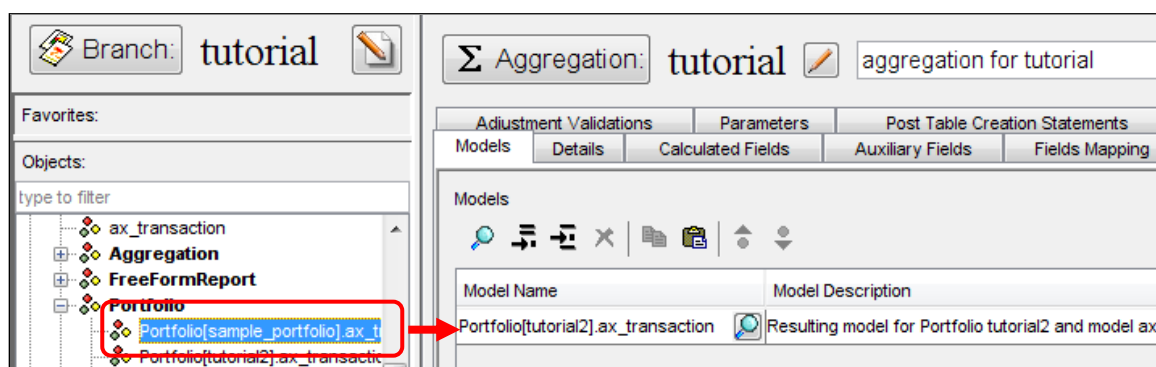 Branch: tutorial
Favorites:
Objects:
type to filter
ax_transaction
Aggregation
FreeFormReport
Portfolio
Portfolio[sample_portfolio].ax_t
Portfolio[tutorial2].ax_transactic
Σ Aggregation: tutorial aggregation for tutorial
Adjustment Validations Parameters Post Table Creation Statements
Models Details Calculated Fields Auxiliary Fields Fields Mapping
Models
Model Name Model Description
Portfolio[tutorial2].ax_transaction Resulting model for Portfolio tutorial2 and model ax